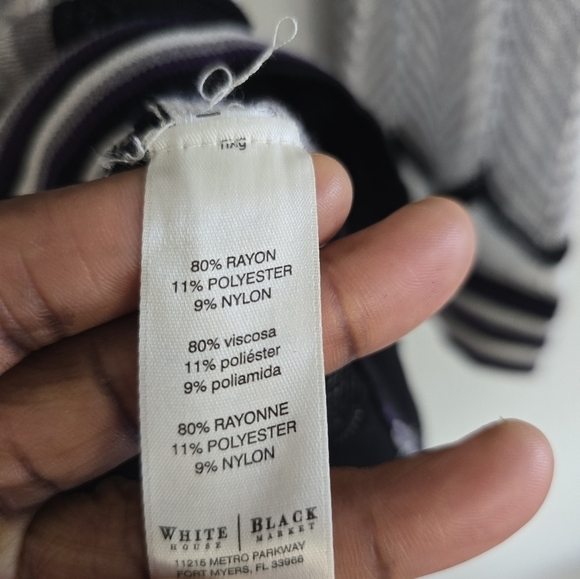 80% RAYON
11% POLYESTER
9% NYLON
80% viscosa
11% poliéster
9% poliamida
80% RAYONNE
11% POLYESTER
9% NYLON
WHITE HOUSE | BLACK MARKET
11215 METRO PARKWAY
FORT MYERS, FL 33966